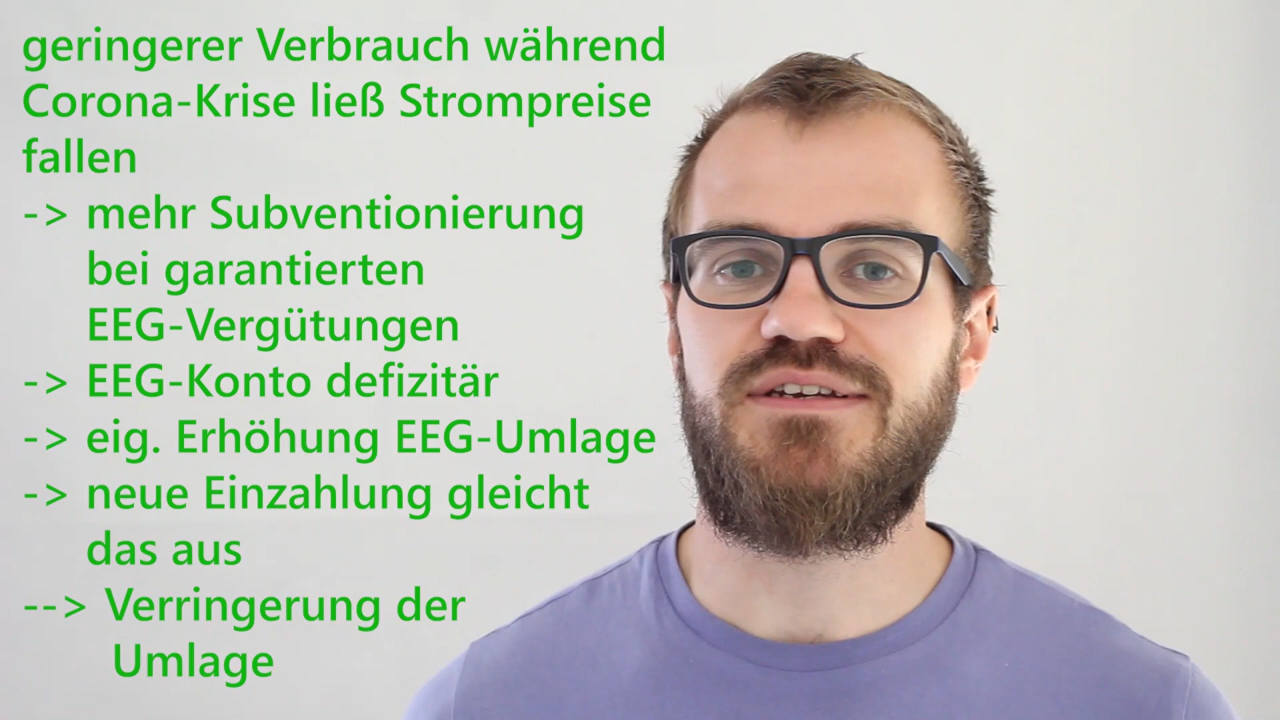 geringerer Verbrauch während
Corona-Krise ließ Strompreise
fallen
-> mehr Subventionierung
bei garantierten
EEG-Vergütungen
-> EEG-Konto defizitär
-> eig. Erhöhung EEG-Umlage
-> neue Einzahlung gleicht
das aus
--> Verringerung der
Umlage